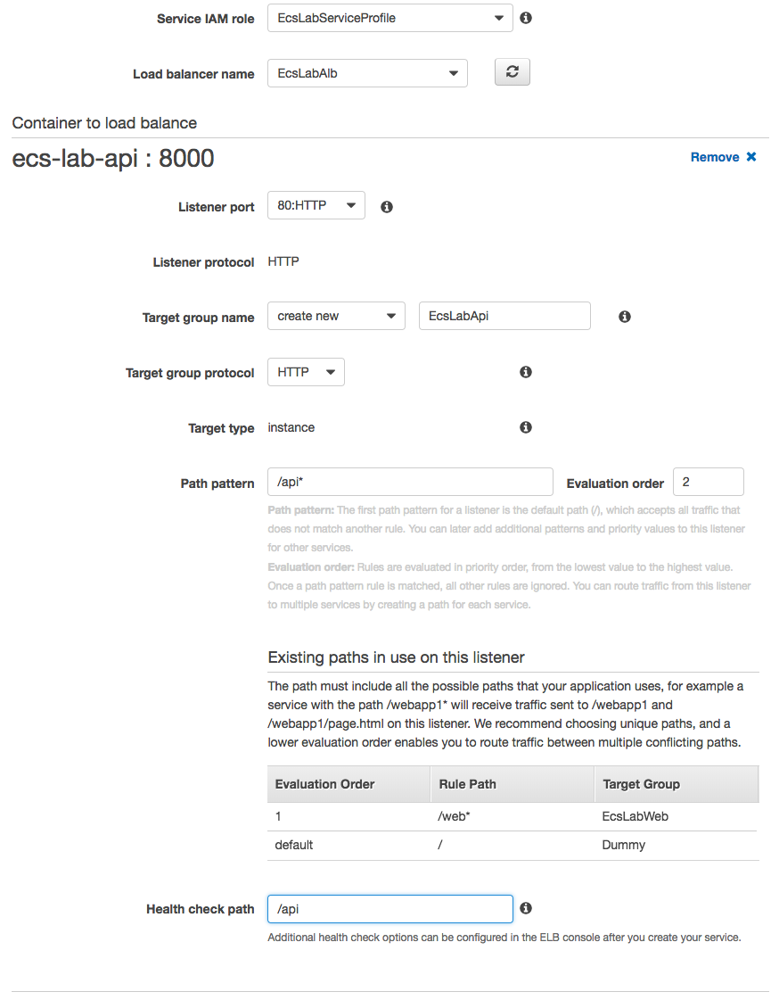 Service IAM role EcsLabServiceProfile
Load balancer name EcsLabAlb
Container to load balance
ecs-lab-api : 8000 Remove
Listener port 80:HTTP
Listener protocol HTTP
Target group name create new EcsLabApi
Target group protocol HTTP
Target type instance
Path pattern /api* Evaluation order 2
Path pattern: The first path pattern for a listener is the default path (/), which accepts all traffic that
does not match another rule. You can later add additional patterns and priority values to this listener
for other services.
Evaluation order: Rules are evaluated in priority order, from the lowest value to the highest value.
Once a path pattern rule is matched, all other rules are ignored. You can route traffic from this listener
to multiple services by creating a path for each service.
Existing paths in use on this listener
The path must include all the possible paths that your application uses, for example a
service with the path /webapp1* will receive traffic sent to /webapp1 and
/webapp1/page.html on this listener. We recommend choosing unique paths, and a
lower evaluation order enables you to route traffic between multiple conflicting paths.
Evaluation Order Rule Path Target Group
1 /web* EcsLabWeb
default / Dummy
Health check path /api
Additional health check options can be configured in the ELB console after you create your service.